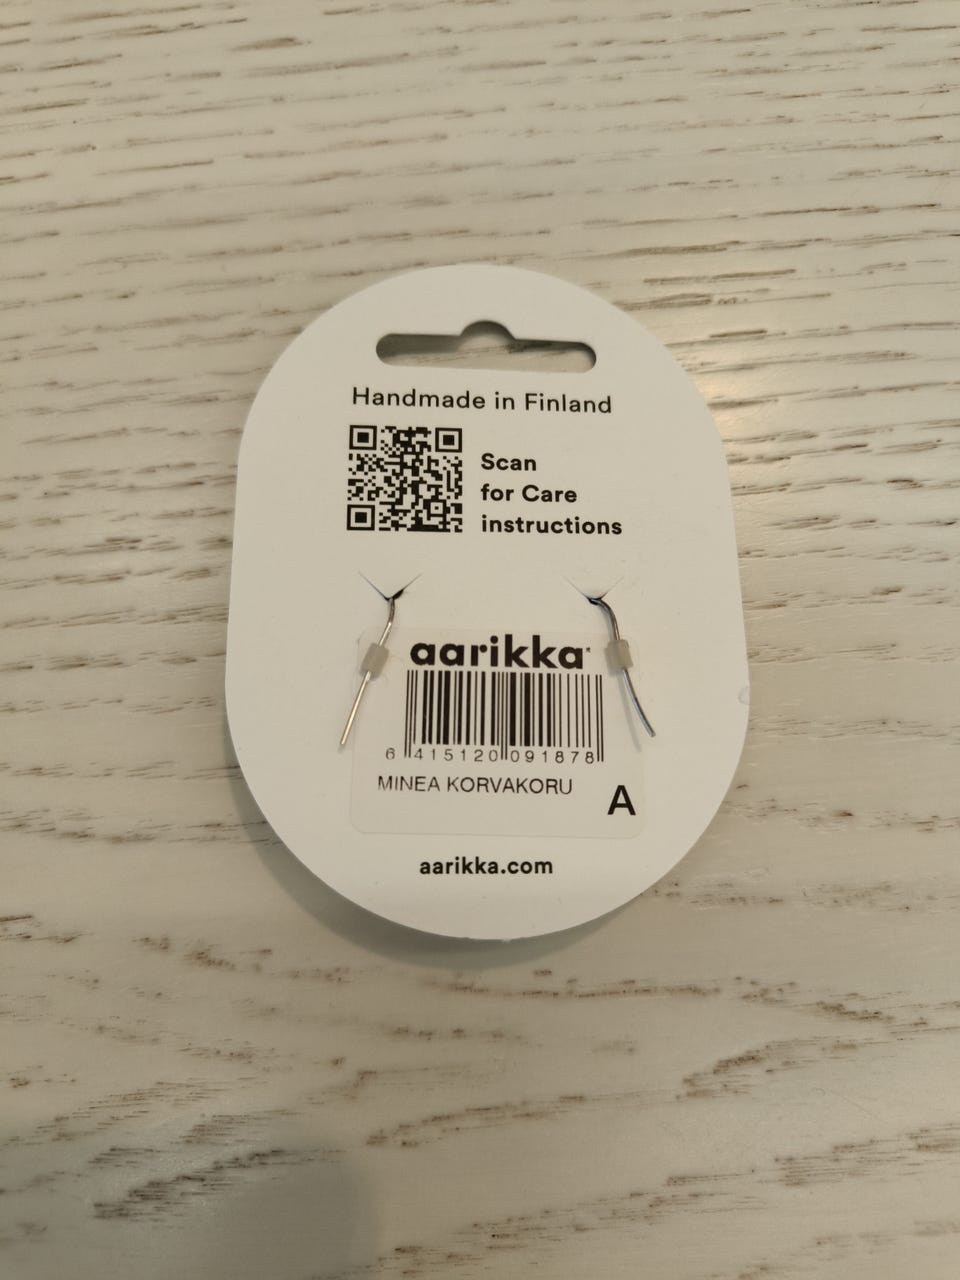 Handmade in Finland
Scan
for Care
instructions
aarikka
6 415120 091878
MINEA KORVAKORU
A
aarikka.com